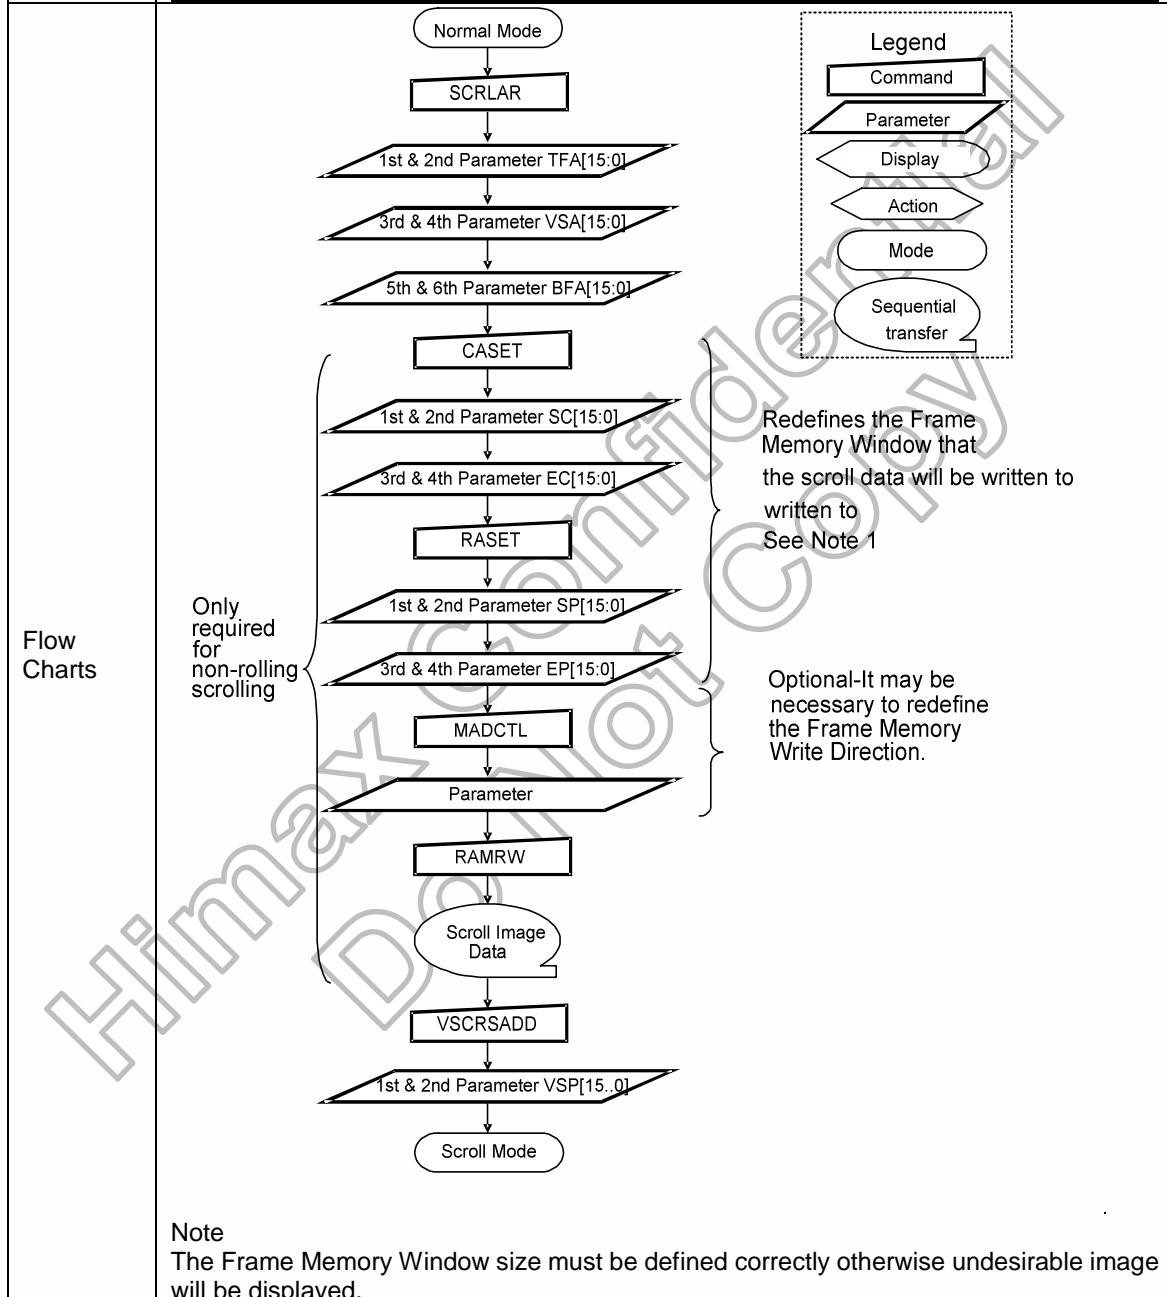 Normal Mode
SCRLAR
1st & 2nd Parameter TFA[15:0]
3rd & 4th Parameter VSA[15:0]
5th & 6th Parameter BFA[15:0]
CASET
1st & 2nd Parameter SC[15:0]
3rd & 4th Parameter EC[15:0]
RASET
1st & 2nd Parameter SP[15:0]
3rd & 4th Parameter EP[15:0]
MADCTL
Parameter
RAMRW
Scroll Image
Data
VSCRSADD
1st & 2nd Parameter VSP[15..0]
Scroll Mode
Legend
Command
Parameter
Display
Action
Mode
Sequential
transfer
Redefines the Frame
Memory Window that
the scroll data will be written to
written to
See Note 1
Optional-It may be
necessary to redefine
the Frame Memory
Write Direction.
Only
required
for
non-rolling
scrolling
Flow
Charts
Himax Confidential
Do Not Copy
Note
The Frame Memory Window size must be defined correctly otherwise undesirable image
will be displayed.